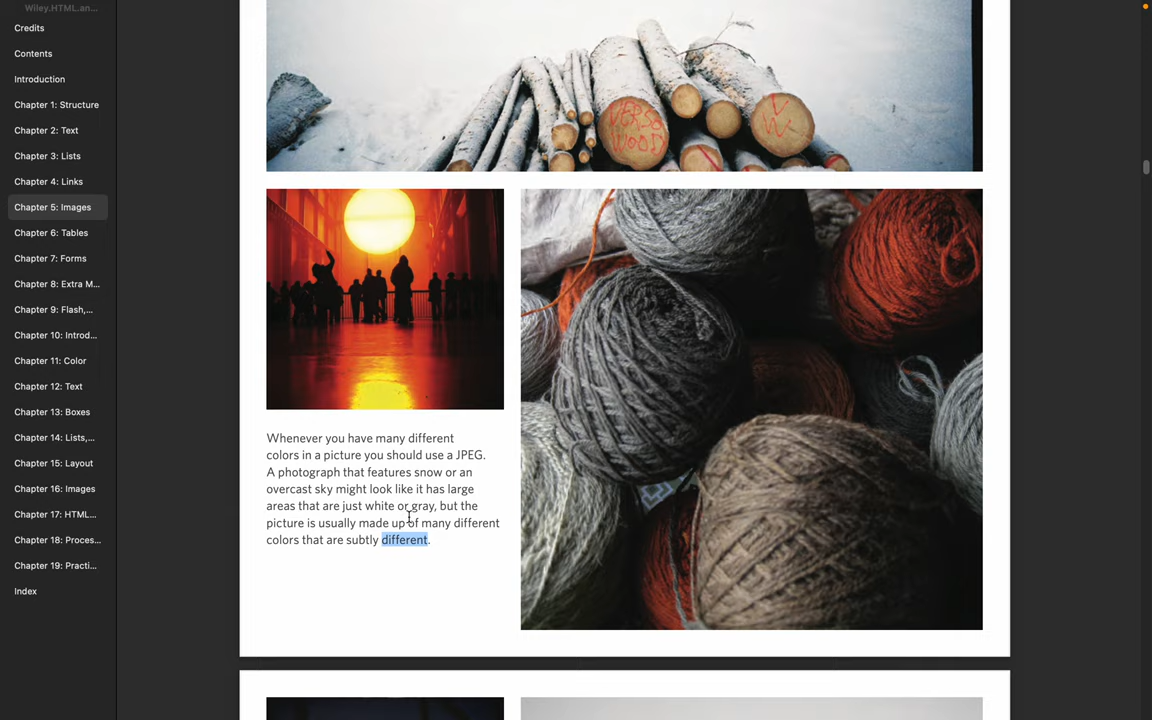 Wiley.HTML.an...
Credits
Contents
Introduction
Chapter 1: Structure
Chapter 2: Text
Chapter 3: Lists
Chapter 4: Links
Chapter 5: Images
Chapter 6: Tables
Chapter 7: Forms
Chapter 8: Extra M...
Chapter 9: Flash,...
Chapter 10: Introd...
Chapter 11: Color
Chapter 12: Text
Chapter 13: Boxes
Chapter 14: Lists,...
Chapter 15: Layout
Chapter 16: Images
Chapter 17: HTML...
Chapter 18: Proces...
Chapter 19: Practi...
Index
VERSO
WOOD
V
W
Whenever you have many different
colors in a picture you should use a JPEG.
A photograph that features snow or an
overcast sky might look like it has large
areas that are just white or gray, but the
picture is usually made up of many different
colors that are subtly different.